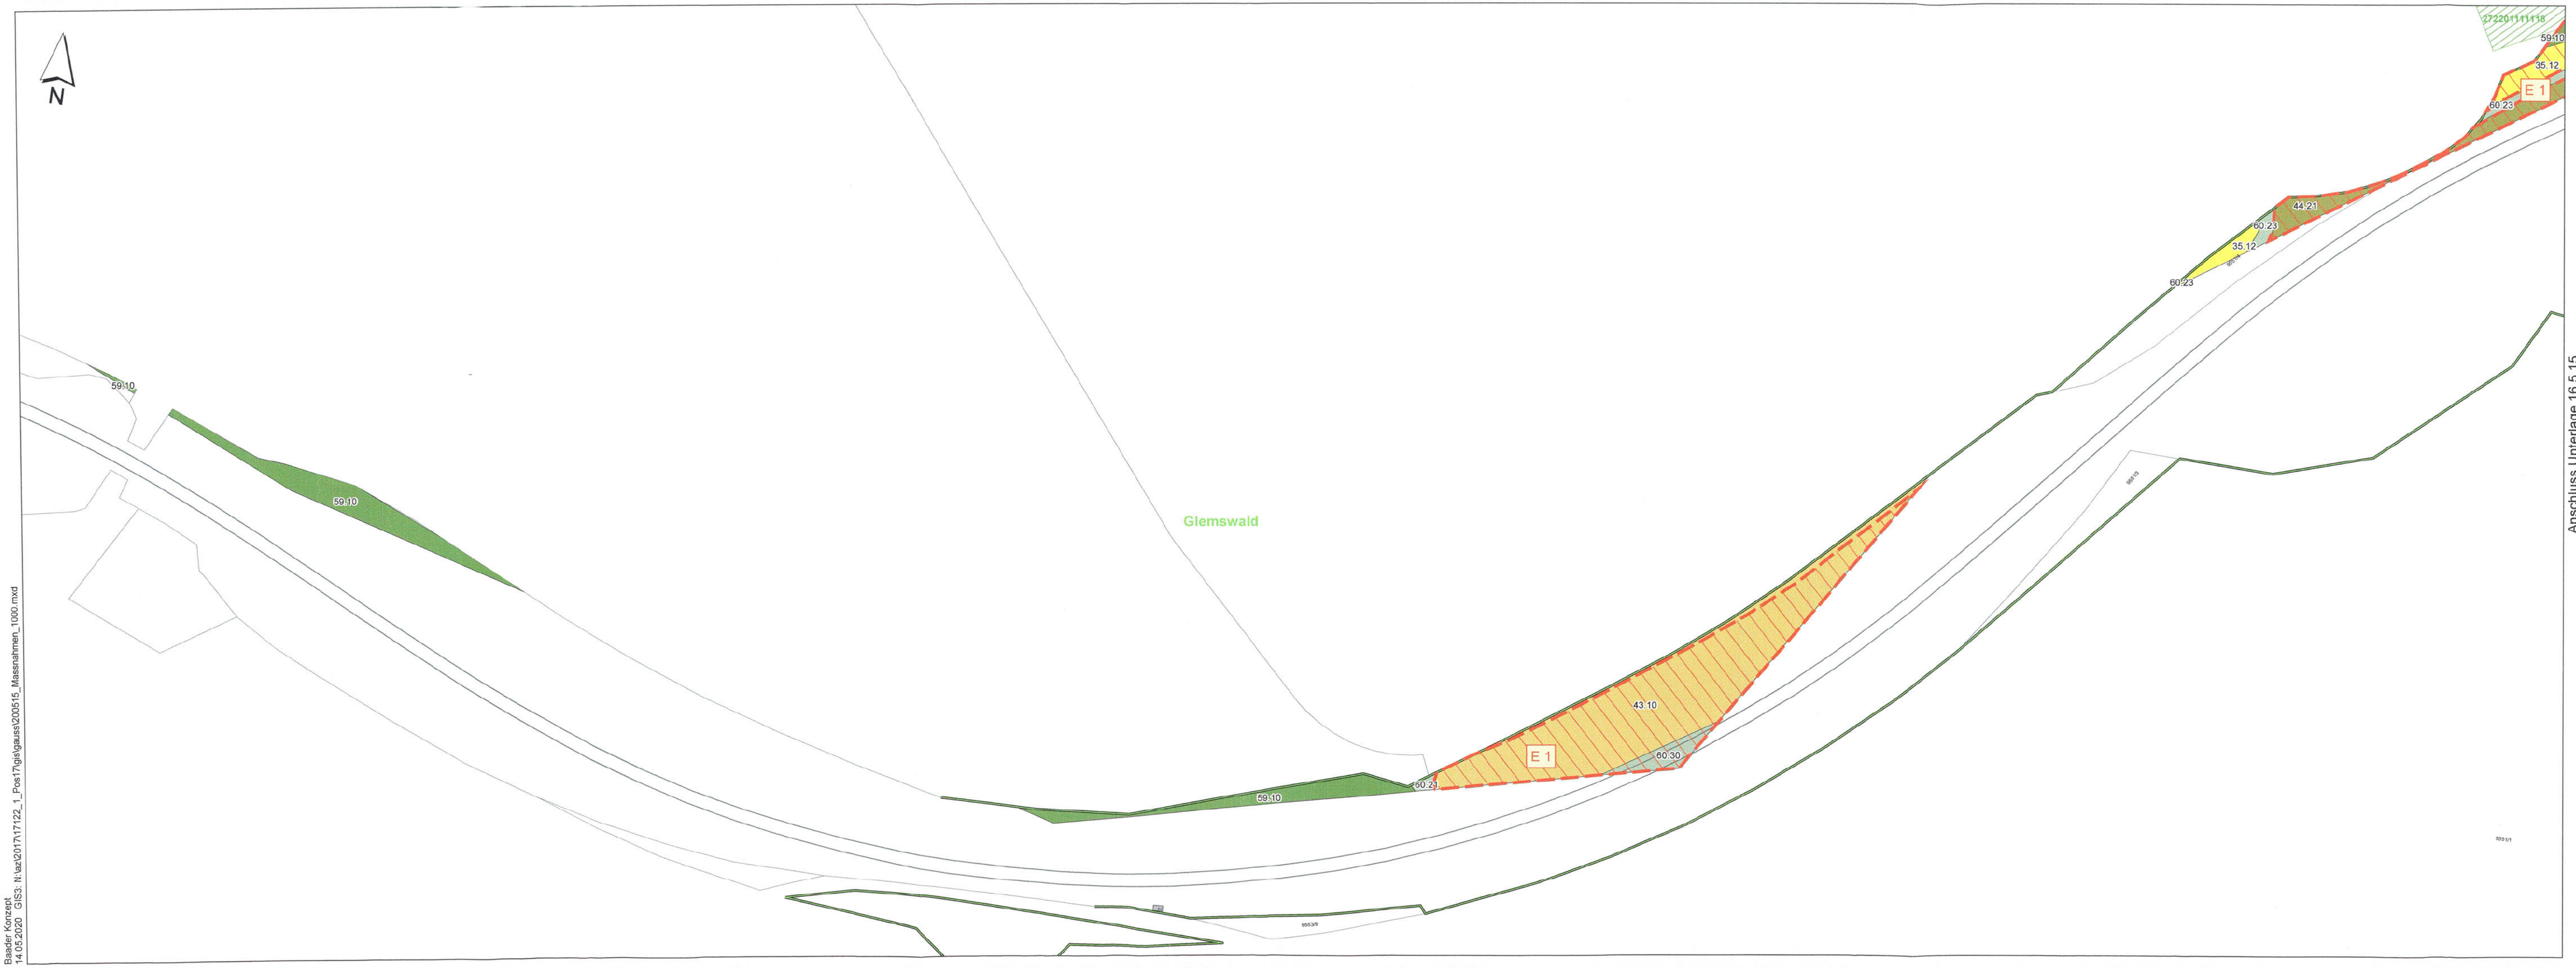 N
272201111118
59.10
35.12
E 1
60.23
44.21
60.23
35.12
60.23
59.10
59.10
Glemswald
43.10
E 1
60.30
60.21
59.10
Anschluss Unterlage 16.5.15
Baader Konzept
14.05.2020 GIS3: N:\az\2017\17122_1_Pos17\gis\gauss\200515_Massnahmen_1000.mxd